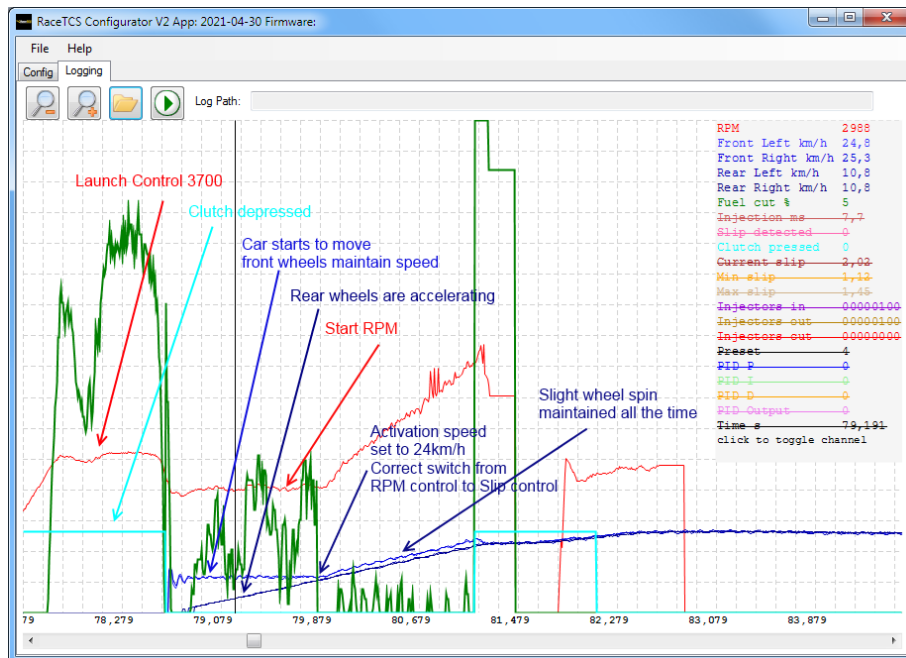 RaceTCS Configurator V2 App: 2021-04-30 Firmware:
File Help
Config Logging
Log Path:
RPM 2988
Front Left km/h 24,8
Front Right km/h 25,3
Rear Left km/h 10,8
Rear Right km/h 10,8
Fuel cut % 5
Injection ms 7,7
Slip detected 0
Clutch pressed 0
Current slip 2,02
Min slip 1,12
Max slip 1,45
Injectors in 00000100
Injectors out 00000100
Injectors cut 00000000
Preset 4
PID P 0
PID I 0
PID D 0
PID Output 0
Time s 79,191
click to toggle channel
Launch Control 3700
Clutch depressed
Car starts to move
front wheels maintain speed
Rear wheels are accelerating
Start RPM
Activation speed
set to 24km/h
Correct switch from
RPM control to Slip control
Slight wheel spin
maintained all the time
79 78,279 79,079 79,879 80,679 81,479 82,279 83,079 83,879